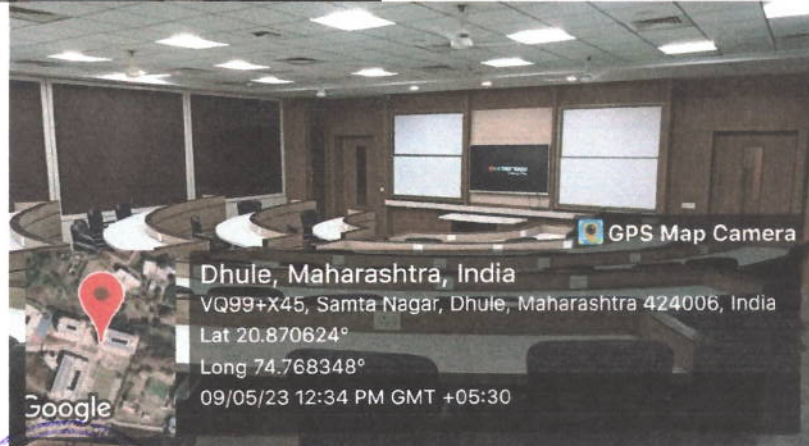 GPS Map Camera
Dhule, Maharashtra, India
VQ99+X45, Samta Nagar, Dhule, Maharashtra 424006, India
Lat 20.870624°
Long 74.768348°
09/05/23 12:34 PM GMT +05:30
Google